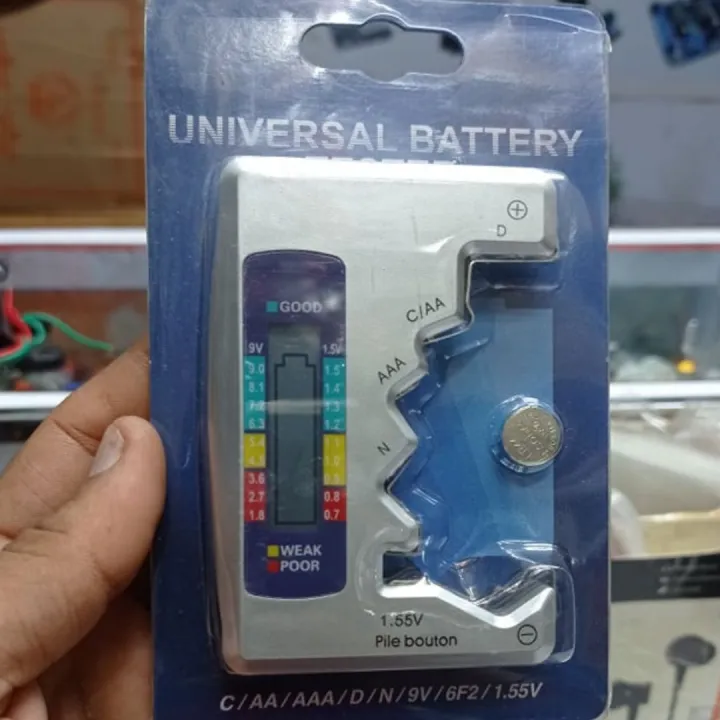 UNIVERSAL BATTERY
TESTER
⊕
D
C/AA
AAA
N
GOOD
9V 1.5V
9.0 1.5
8.1 1.4
1.3
6.3 1.2
5.4 1.1
4.5 1.0
3.6 0.9
2.7 0.8
1.8 0.7
WEAK
POOR
1.55V
Pile bouton
⊖
C/AA/AAA/D/N/9V/6F2/1.55V